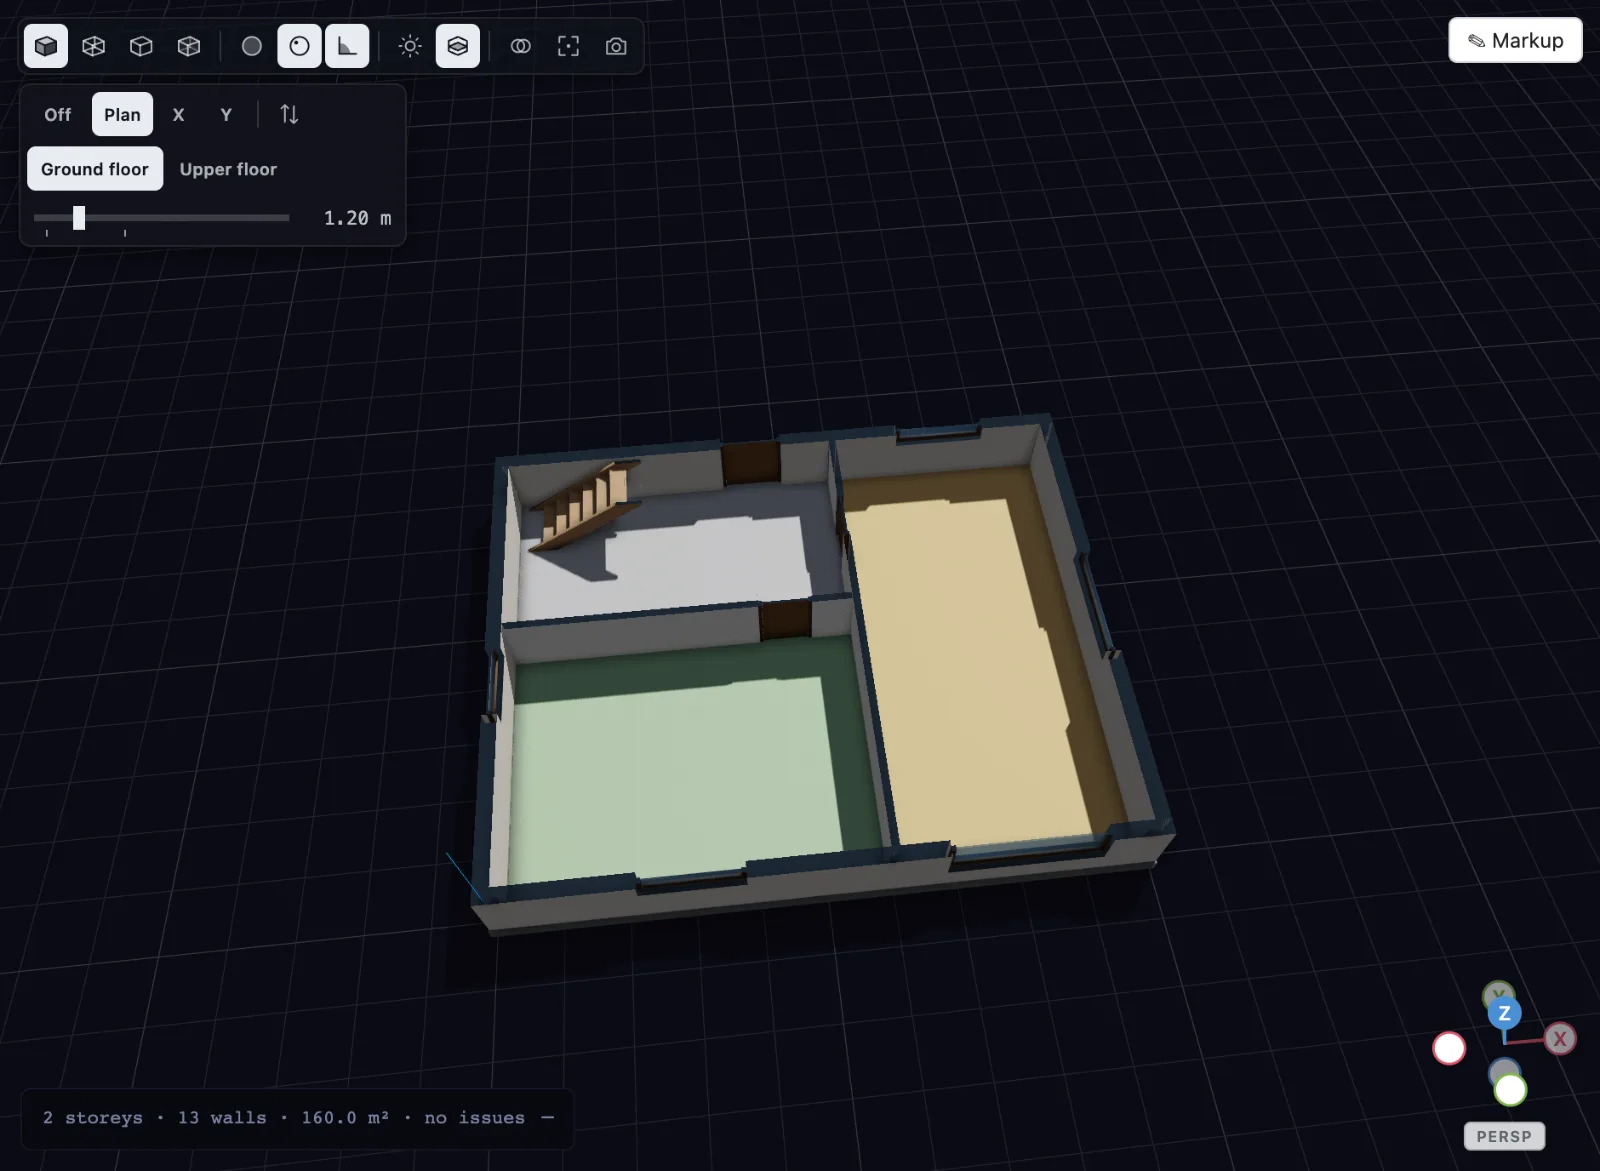 Markup
Off Plan X Y
Ground floor Upper floor
1.20 m
Y
Z
X
2 storeys · 13 walls · 160.0 m² · no issues —
PERSP